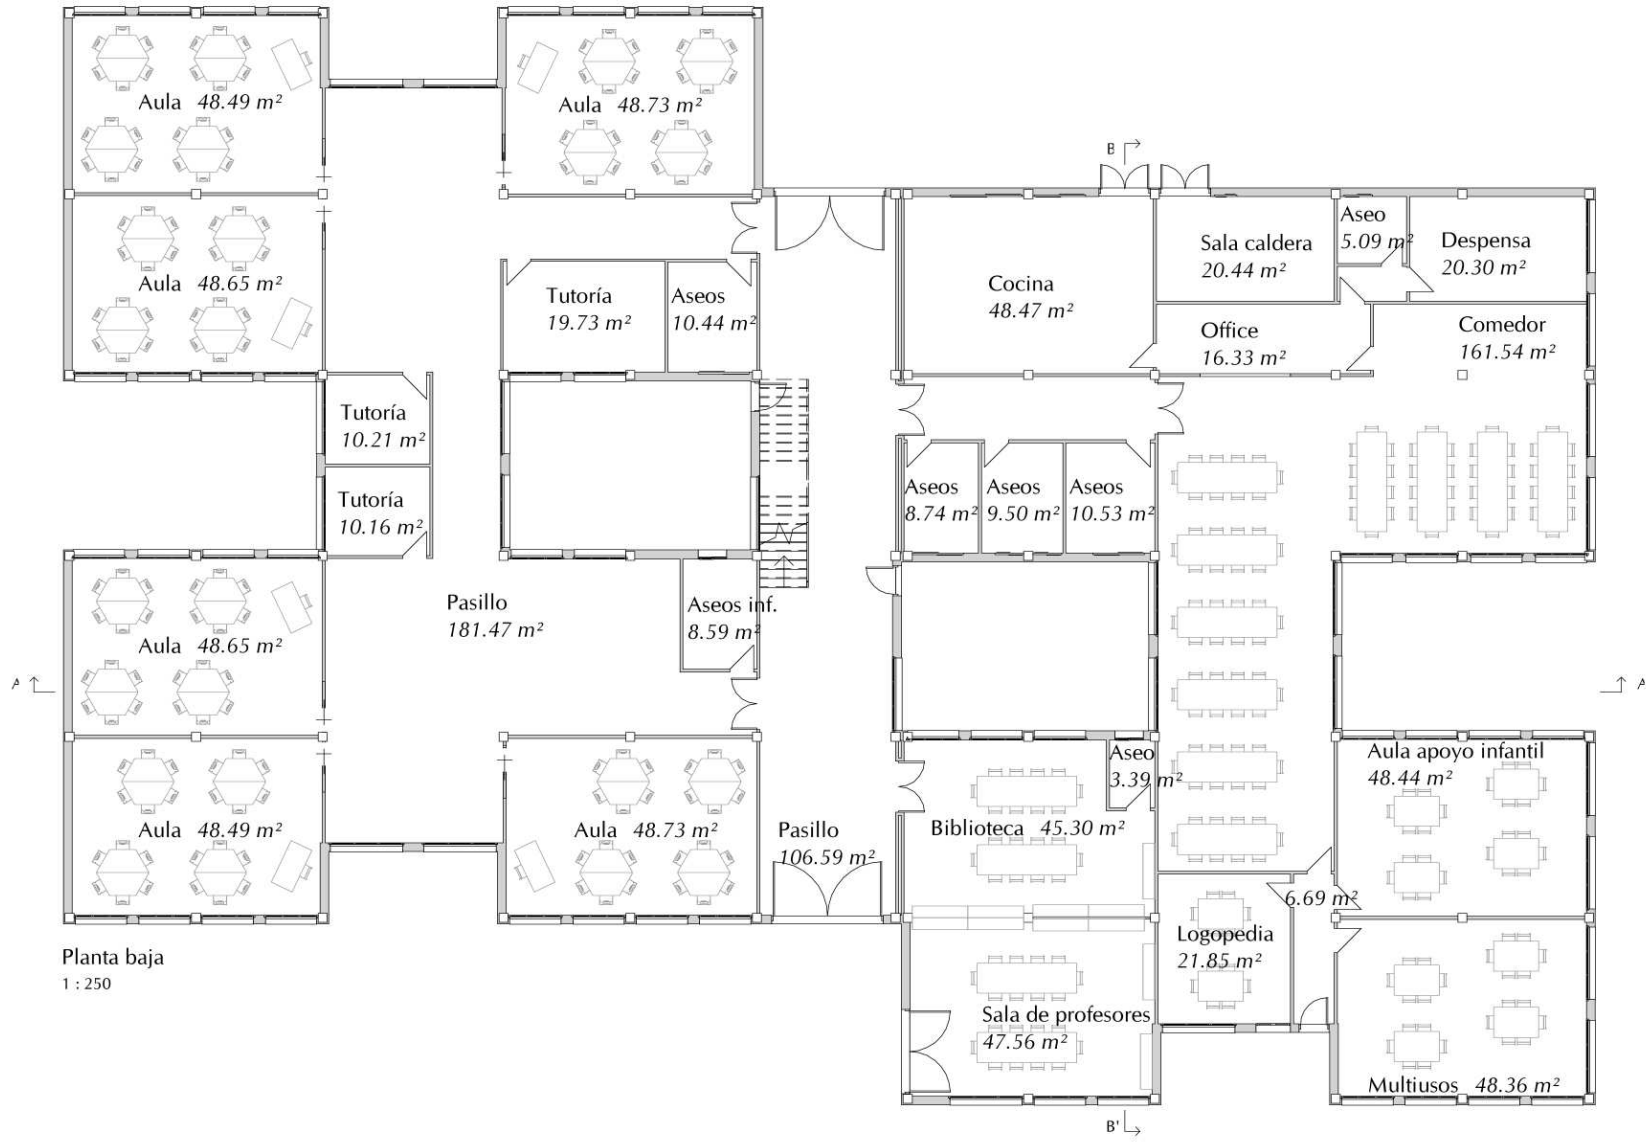 Aula 48.49 m²
Aula 48.73 m²
B
Aseo
5.09 m²
Sala caldera
20.44 m²
Despensa
20.30 m²
Aula 48.65 m²
Tutoría
19.73 m²
Aseos
10.44 m²
Cocina
48.47 m²
Office
16.33 m²
Comedor
161.54 m²
Tutoría
10.21 m²
Tutoría
10.16 m²
Aseos
8.74 m²
Aseos
9.50 m²
Aseos
10.53 m²
Pasillo
181.47 m²
Aseos inf.
8.59 m²
Aula 48.65 m²
A
A
Aseo
3.39 m²
Aula apoyo infantil
48.44 m²
Aula 48.49 m²
Aula 48.73 m²
Pasillo
106.59 m²
Biblioteca 45.30 m²
6.69 m²
Logopedia
21.85 m²
Planta baja
1 : 250
Sala de profesores
47.56 m²
Multiusos 48.36 m²
B'